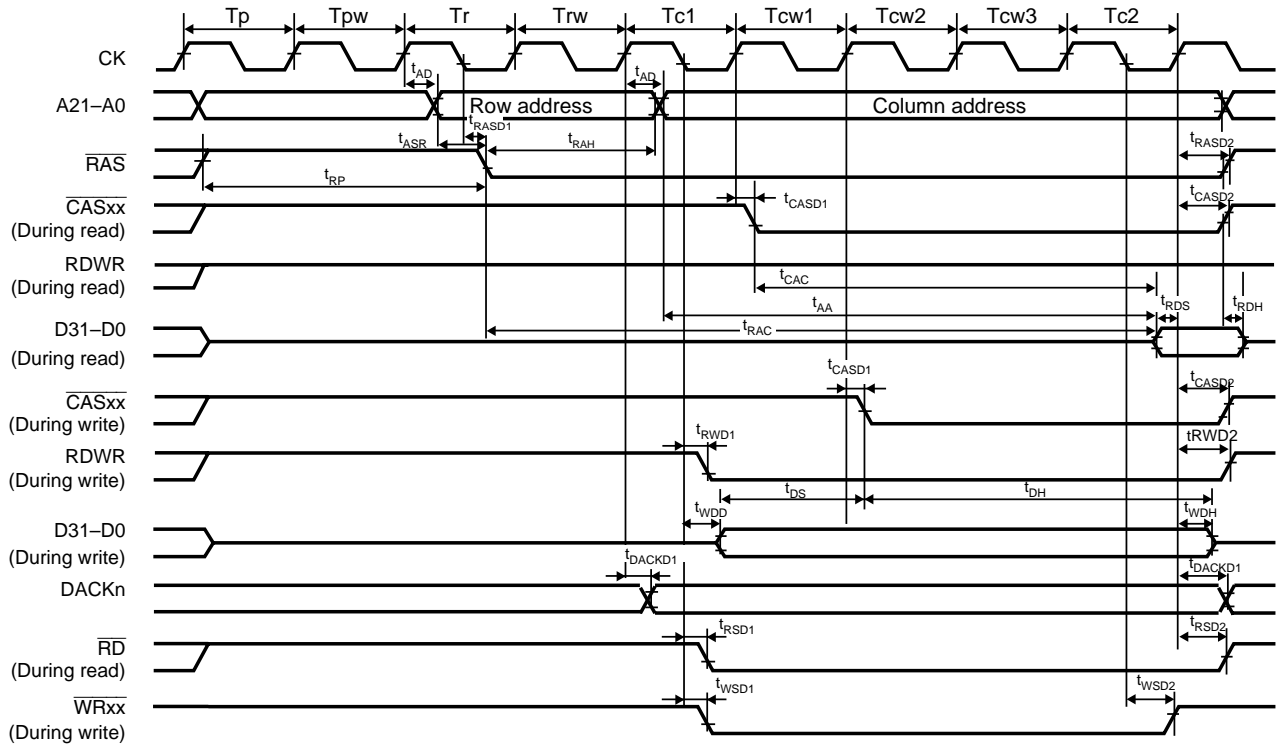 Tp Tpw Tr Trw Tc1 Tcw1 Tcw2 Tcw3 Tc2
CK
tAD tAD
A21–A0 Row address Column address
tRASD1
tASR tRAH tRASD2
RAS
tRP
CASxx tCASD1 tCASD2
(During read)
RDWR
(During read) tCAC
tRDS tRDH
tAA
D31–D0 tRAC
(During read)
tCASD1 tCASD2
CASxx
(During write)
tRWD1 tRWD2
RDWR
(During write)
tDS tDH
tWDD tWDH
D31–D0
(During write)
tDACKD1 tDACKD1
DACKn
tRSD1 tRSD2
RD
(During read)
tWSD1 tWSD2
WRxx
(During write)